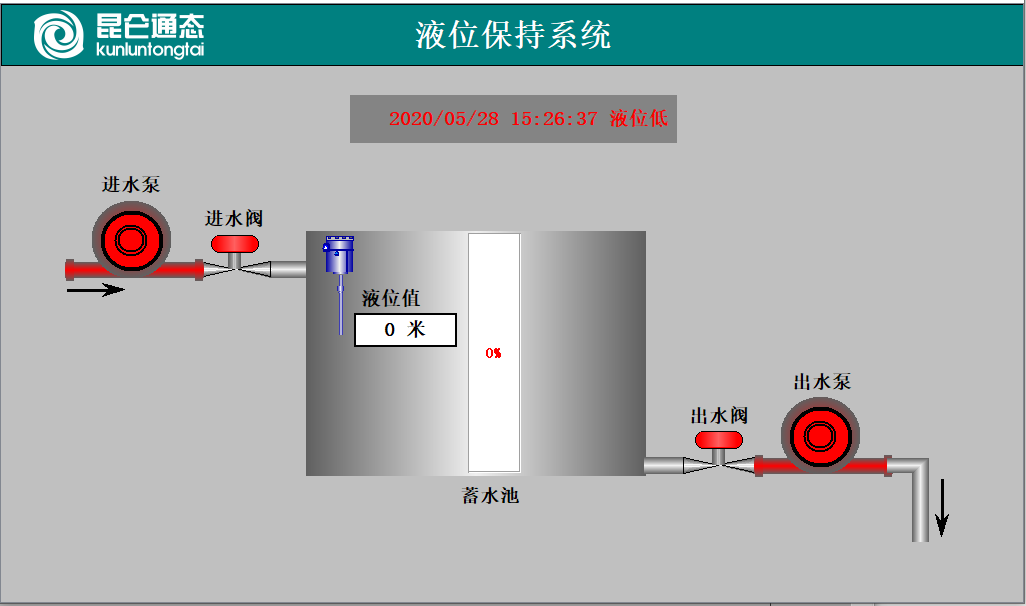 昆仑通态
kunluntongtai
液位保持系统
2020/05/28 15:26:37 液位低
进水泵
进水阀
液位值
0 米
0%
出水泵
出水阀
蓄水池